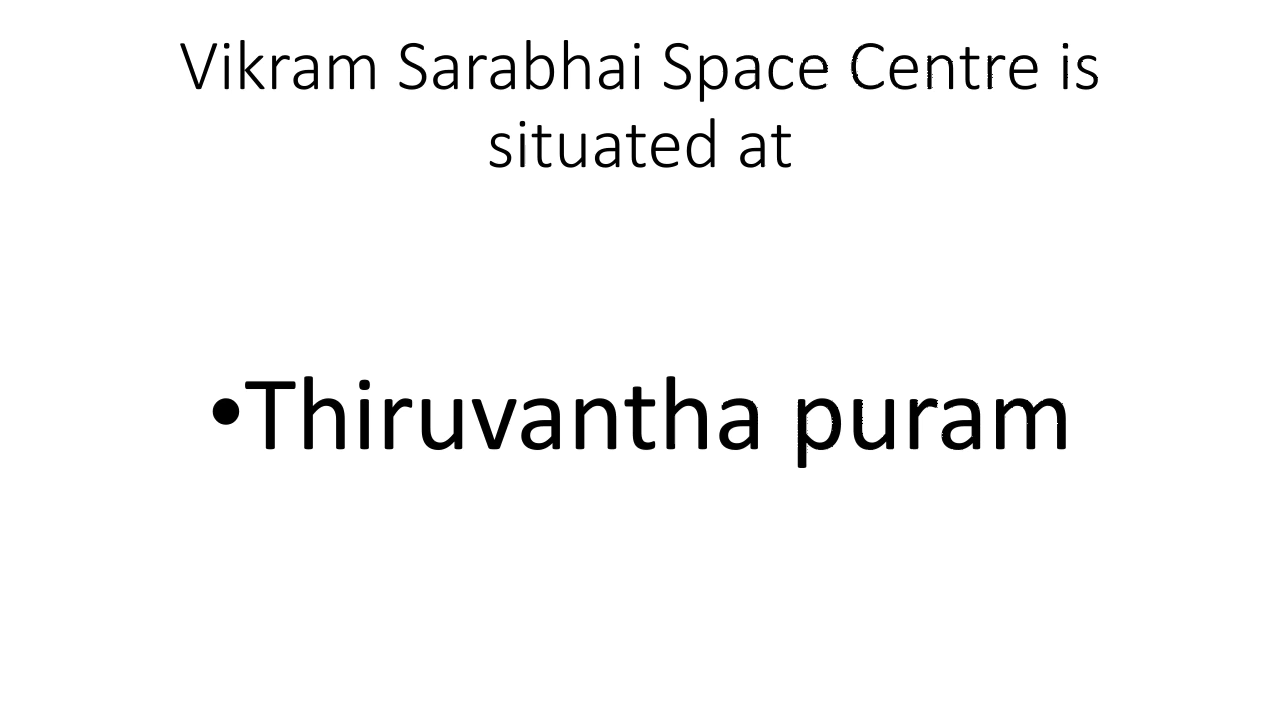 Vikram Sarabhai Space Centre is
situated at
•Thiruvantha puram